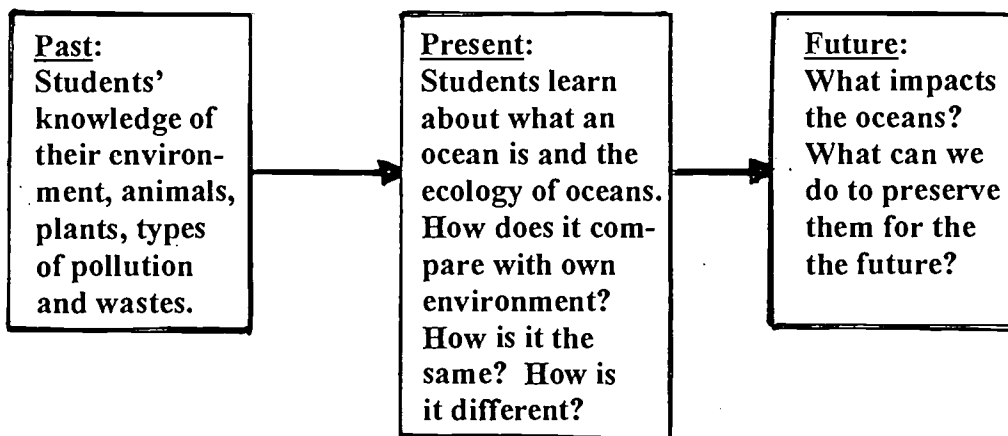 Past:
Students'
knowledge of
their environ-
ment, animals,
plants, types
of pollution
and wastes.
Present:
Students learn
about what an
ocean is and the
ecology of oceans.
How does it com-
pare with own
environment?
How is it the
same? How is
it different?
Future:
What impacts
the oceans?
What can we
do to preserve
them for the
the future?